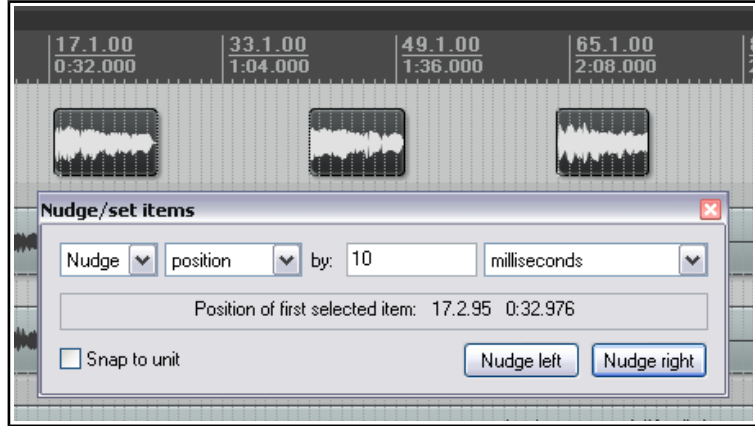 17.1.00 33.1.00 49.1.00 65.1.00
0:32.000 1:04.000 1:36.000 2:08.000
Nudge/set items
Nudge position by: 10 milliseconds
Position of first selected item: 17.2.95 0:32.976
Snap to unit Nudge left Nudge right